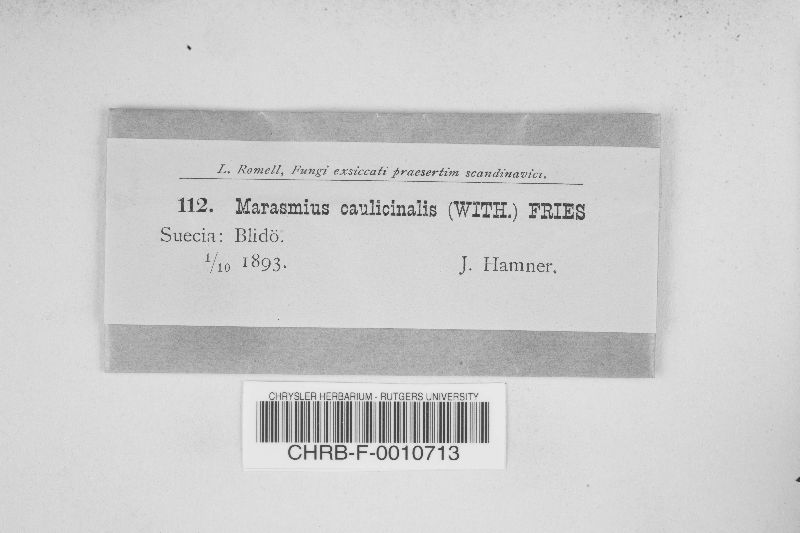 L. Romell, Fungi exsiccati praesertim scandinavici.
112. Marasmius caulicinalis (WITH.) FRIES
Suecia: Blidö.
1/10 1893.
J. Hamner.
CHRYSLER HERBARIUM - RUTGERS UNIVERSITY
CHRB-F-0010713